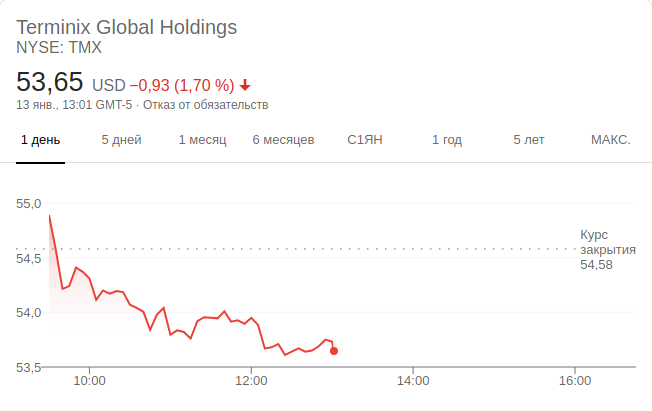 Terminix Global Holdings
NYSE: TMX
53,65 USD −0,93 (1,70 %)
13 янв., 13:01 GMT-5 · Отказ от обязательств
1 день 5 дней 1 месяц 6 месяцев С1ЯН 1 год 5 лет МАКС.
55,0
Курс
закрытия
54,58
54,5
54,0
53,5
10:00 12:00 14:00 16:00